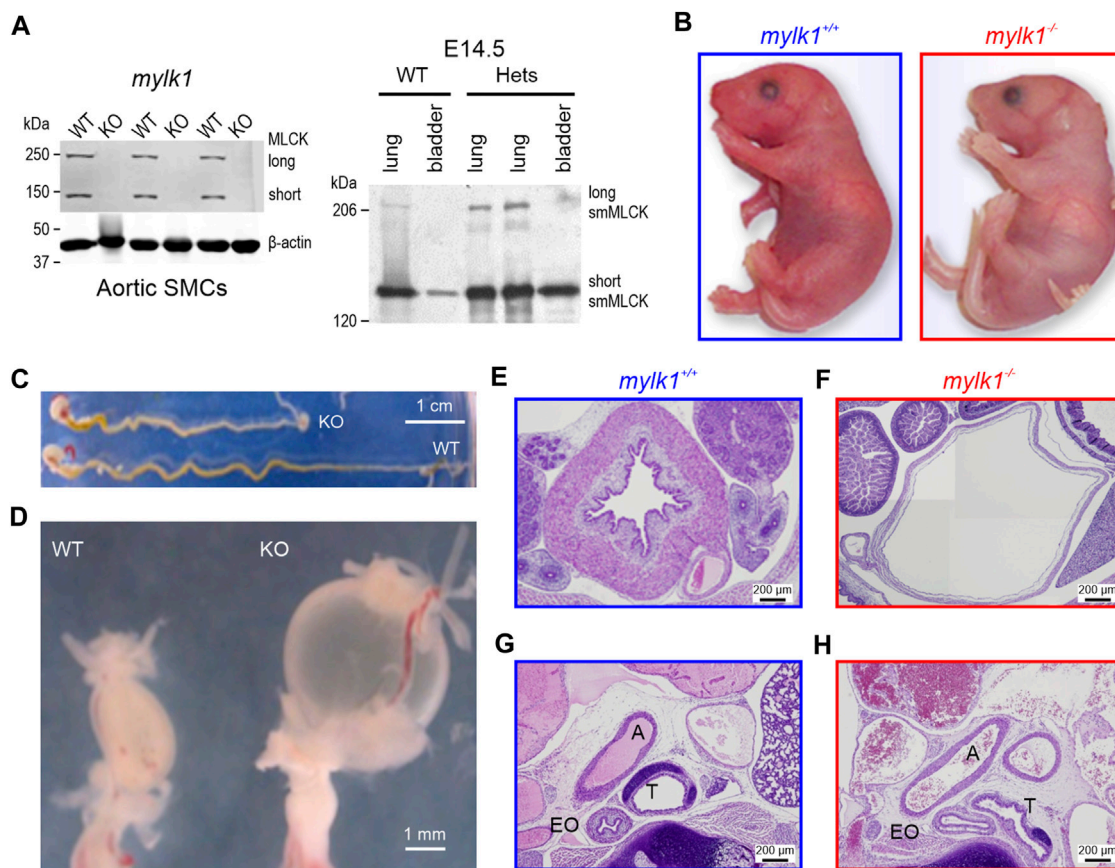 A
mylk1
kDa
WT KO WT KO WT KO
MLCK
250
long
150
short
50
β-actin
37
Aortic SMCs
E14.5
WT Hets
lung bladder lung lung bladder
kDa
206
long
smMLCK
short
smMLCK
120
B
mylk1+/+
mylk1-/-
C
KO
1 cm
WT
D
WT
KO
1 mm
E
mylk1+/+
200 µm
F
mylk1-/-
200 µm
G
A
T
EO
200 µm
H
A
T
EO
200 µm